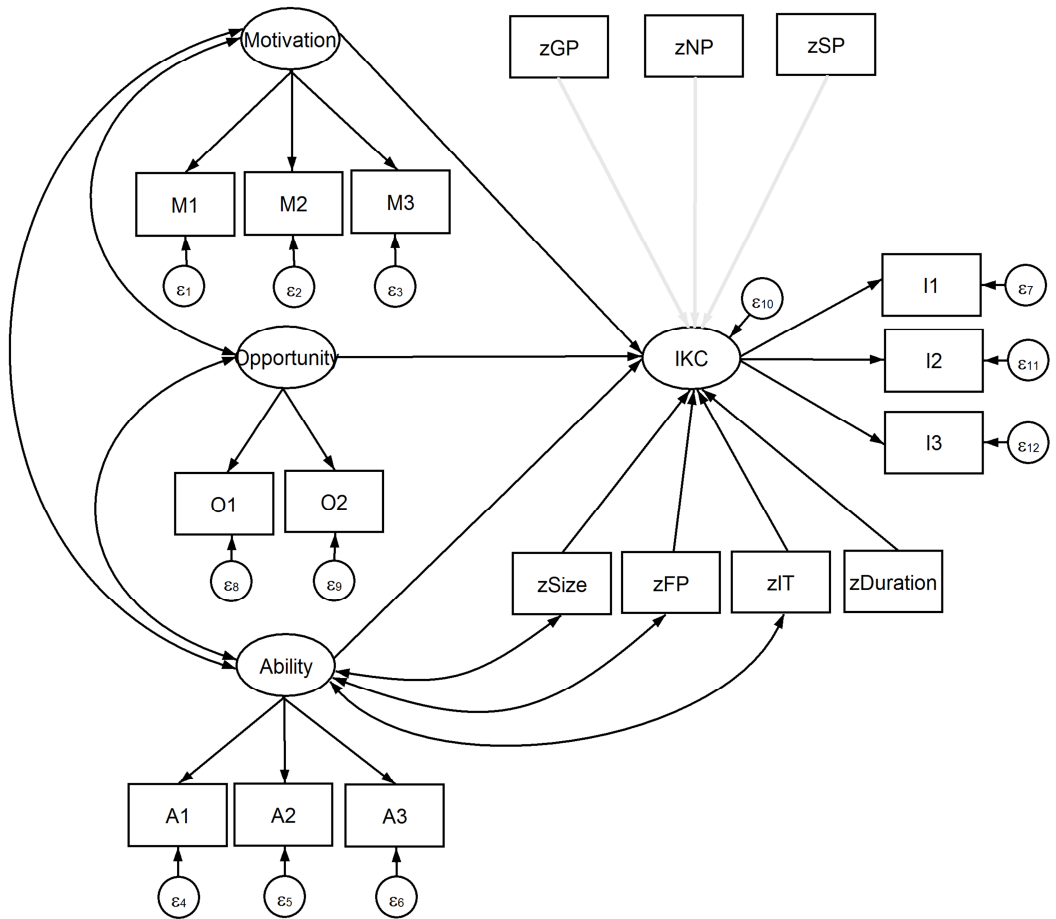 Motivation
zGP
zNP
zSP
M1
M2
M3
ε1
ε2
ε3
Opportunity
IKC
ε10
I1
ε7
I2
ε11
I3
ε12
O1
O2
ε8
ε9
zSize
zFP
zIT
zDuration
Ability
A1
A2
A3
ε4
ε5
ε6